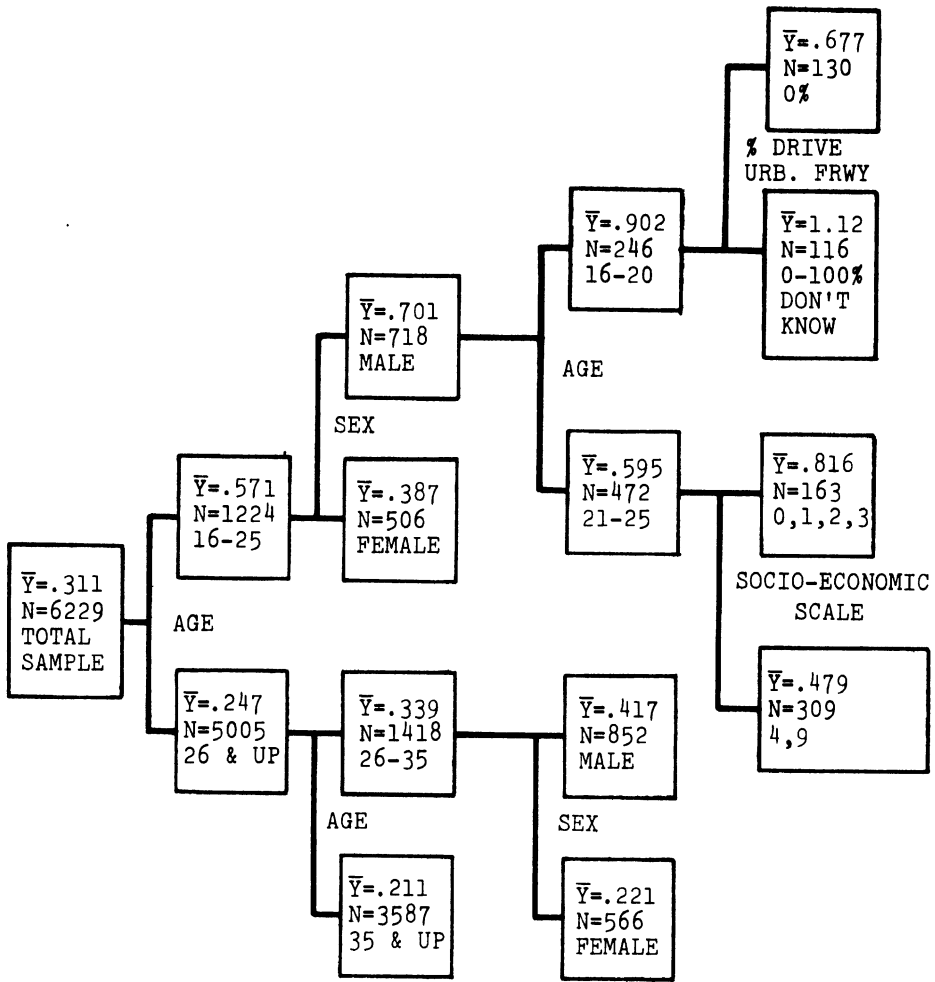 Ȳ=.677
N=130
0%
% DRIVE
URB. FRWY
Ȳ=.902
N=246
16-20
Ȳ=1.12
N=116
0-100%
DON'T
KNOW
Ȳ=.701
N=718
MALE
AGE
SEX
Ȳ=.571
N=1224
16-25
Ȳ=.387
N=506
FEMALE
Ȳ=.595
N=472
21-25
Ȳ=.816
N=163
0,1,2,3
Ȳ=.311
N=6229
TOTAL
SAMPLE
AGE
SOCIO-ECONOMIC
SCALE
Ȳ=.247
N=5005
26 & UP
Ȳ=.339
N=1418
26-35
Ȳ=.417
N=852
MALE
Ȳ=.479
N=309
4,9
AGE
SEX
Ȳ=.211
N=3587
35 & UP
Ȳ=.221
N=566
FEMALE